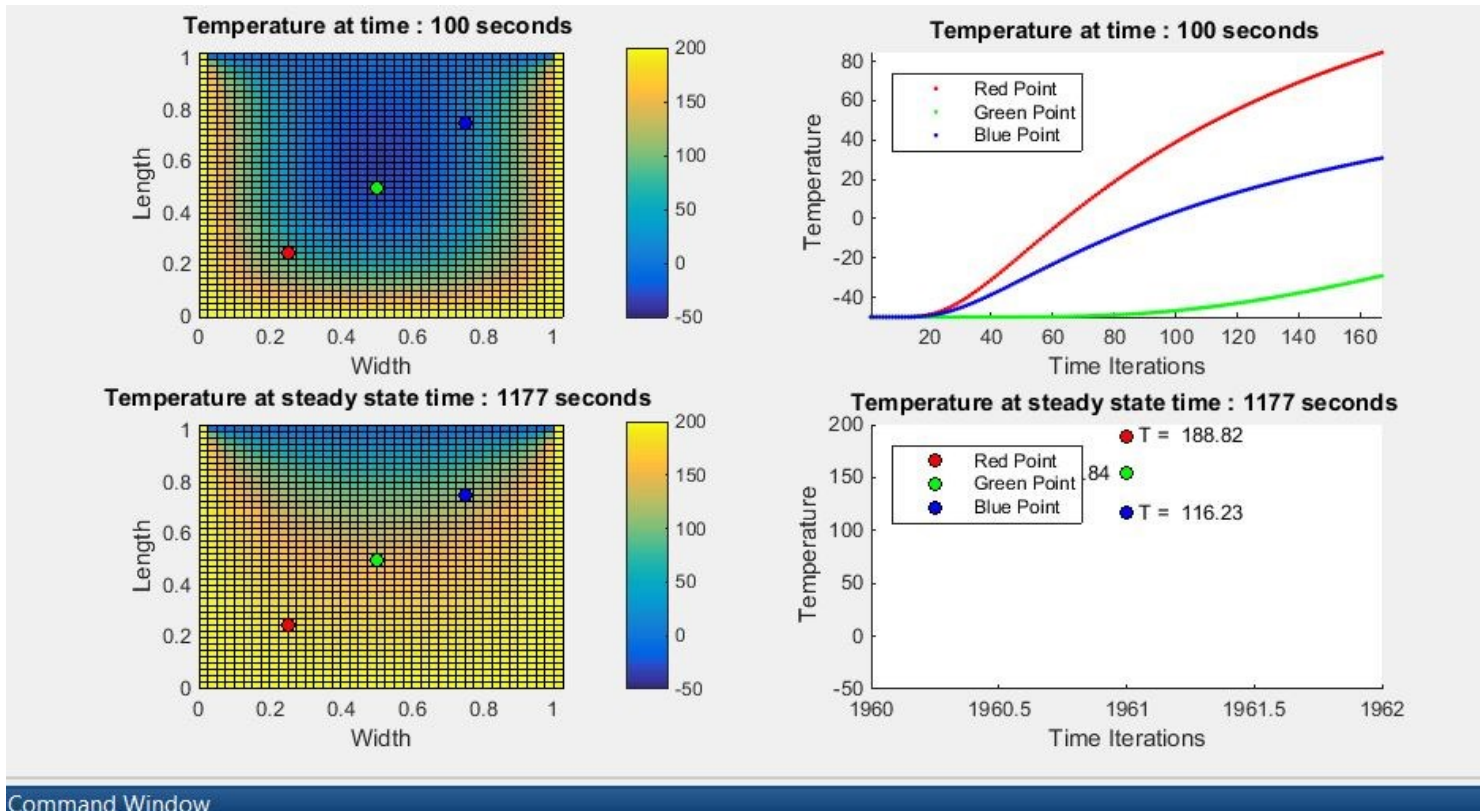 Temperature at time : 100 seconds
1
0.8
0.6
0.4
0.2
0
0 0.2 0.4 0.6 0.8 1
Length
Width
200
150
100
50
0
-50
Temperature at time : 100 seconds
80
60
40
20
0
-20
-40
20 40 60 80 100 120 140 160
Temperature
Time Iterations
Red Point
Green Point
Blue Point
Temperature at steady state time : 1177 seconds
1
0.8
0.6
0.4
0.2
0
0 0.2 0.4 0.6 0.8 1
Length
Width
200
150
100
50
0
-50
Temperature at steady state time : 1177 seconds
200
150
100
50
0
-50
1960 1960.5 1961 1961.5 1962
Temperature
Time Iterations
Red Point
Green Point
Blue Point
T = 188.82
.84
T = 116.23
Command Window